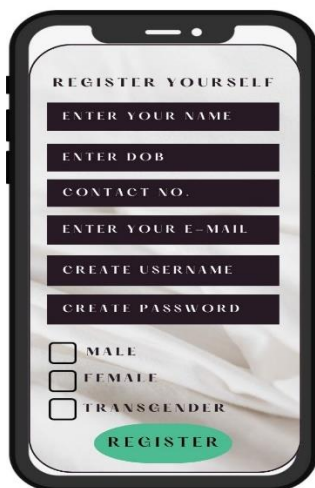 REGISTER YOURSELF
ENTER YOUR NAME
ENTER DOB
CONTACT NO.
ENTER YOUR E-MAIL
CREATE USERNAME
CREATE PASSWORD
MALE
FEMALE
TRANSGENDER
REGISTER